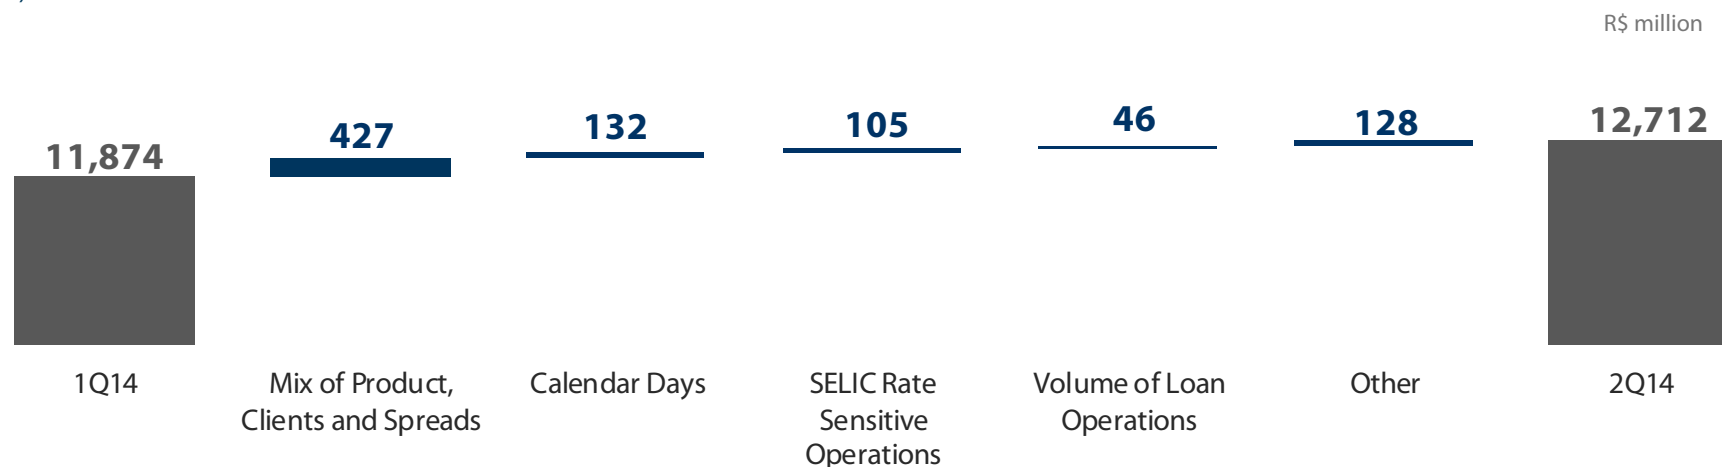 R$ million
11,874
427
132
105
46
128
12,712
1Q14
Mix of Product,
Clients and Spreads
Calendar Days
SELIC Rate
Sensitive
Operations
Volume of Loan
Operations
Other
2Q14